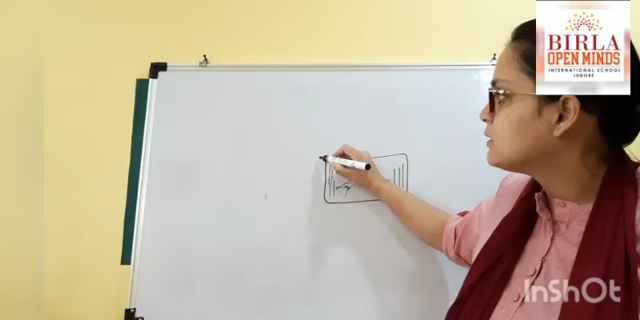 BIRLA
OPEN MINDS
INTERNATIONAL SCHOOL
INDORE
InShOt